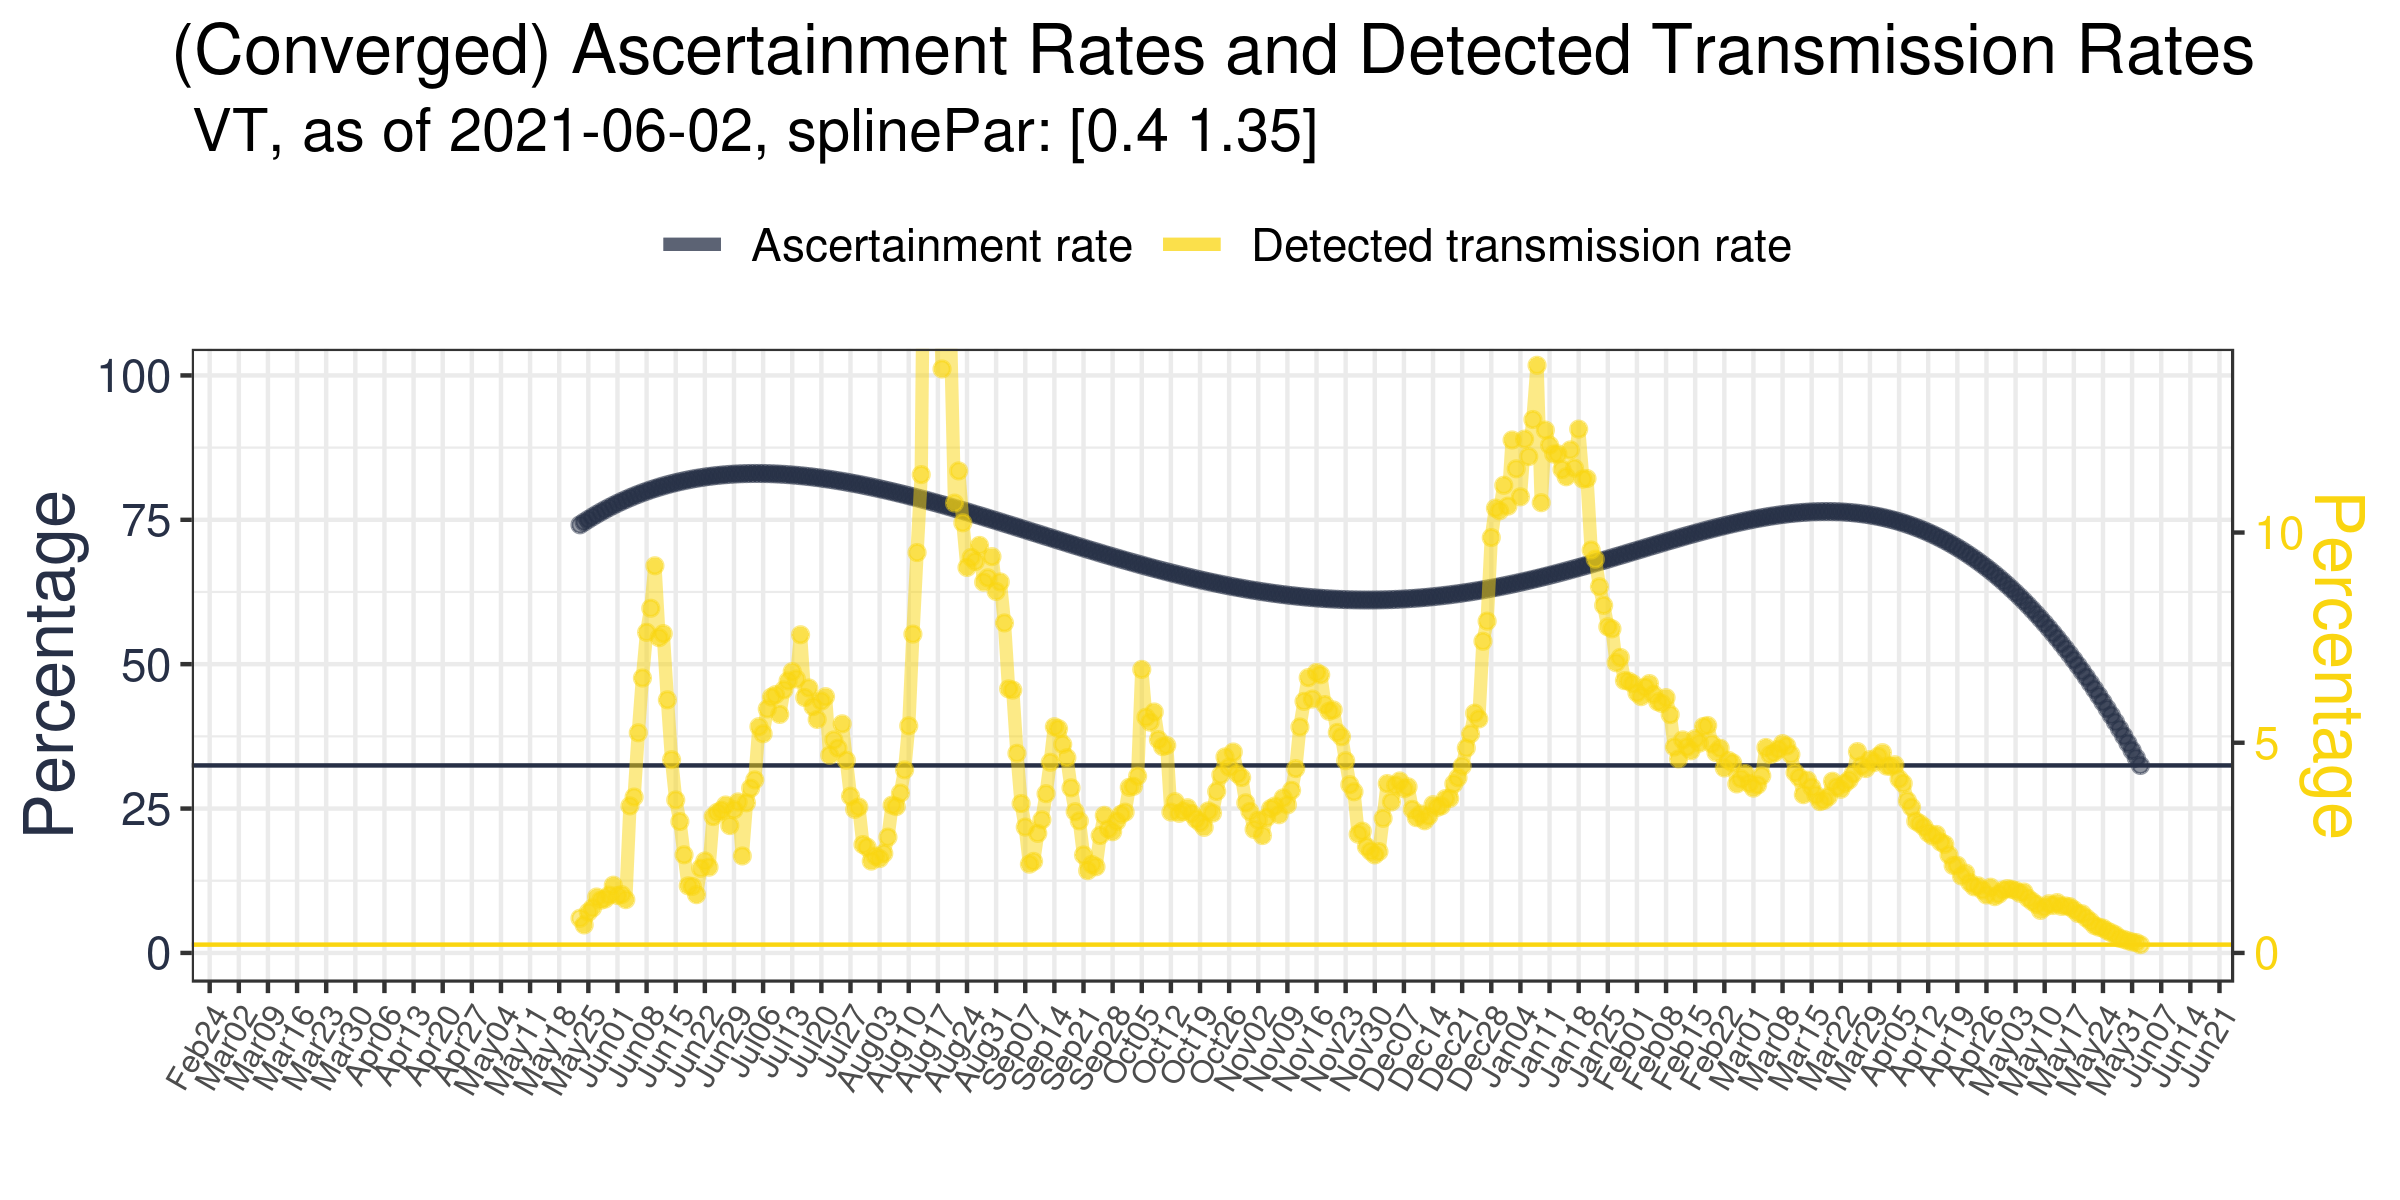 (Converged) Ascertainment Rates and Detected Transmission Rates
VT, as of 2021-06-02, splinePar: [0.4 1.35]
Ascertainment rate
Detected transmission rate
Percentage
100
75
50
25
0
10
5
0
Percentage
Feb24
Mar02
Mar09
Mar16
Mar23
Mar30
Apr06
Apr13
Apr20
Apr27
May04
May11
May18
May25
Jun01
Jun08
Jun15
Jun22
Jun29
Jul06
Jul13
Jul20
Jul27
Aug03
Aug10
Aug17
Aug24
Aug31
Sep07
Sep14
Sep21
Sep28
Oct05
Oct12
Oct19
Oct26
Nov02
Nov09
Nov16
Nov23
Nov30
Dec07
Dec14
Dec21
Dec28
Jan04
Jan11
Jan18
Jan25
Feb01
Feb08
Feb15
Feb22
Mar01
Mar08
Mar15
Mar22
Mar29
Apr05
Apr12
Apr19
Apr26
May03
May10
May17
May24
May31
Jun07
Jun14
Jun21